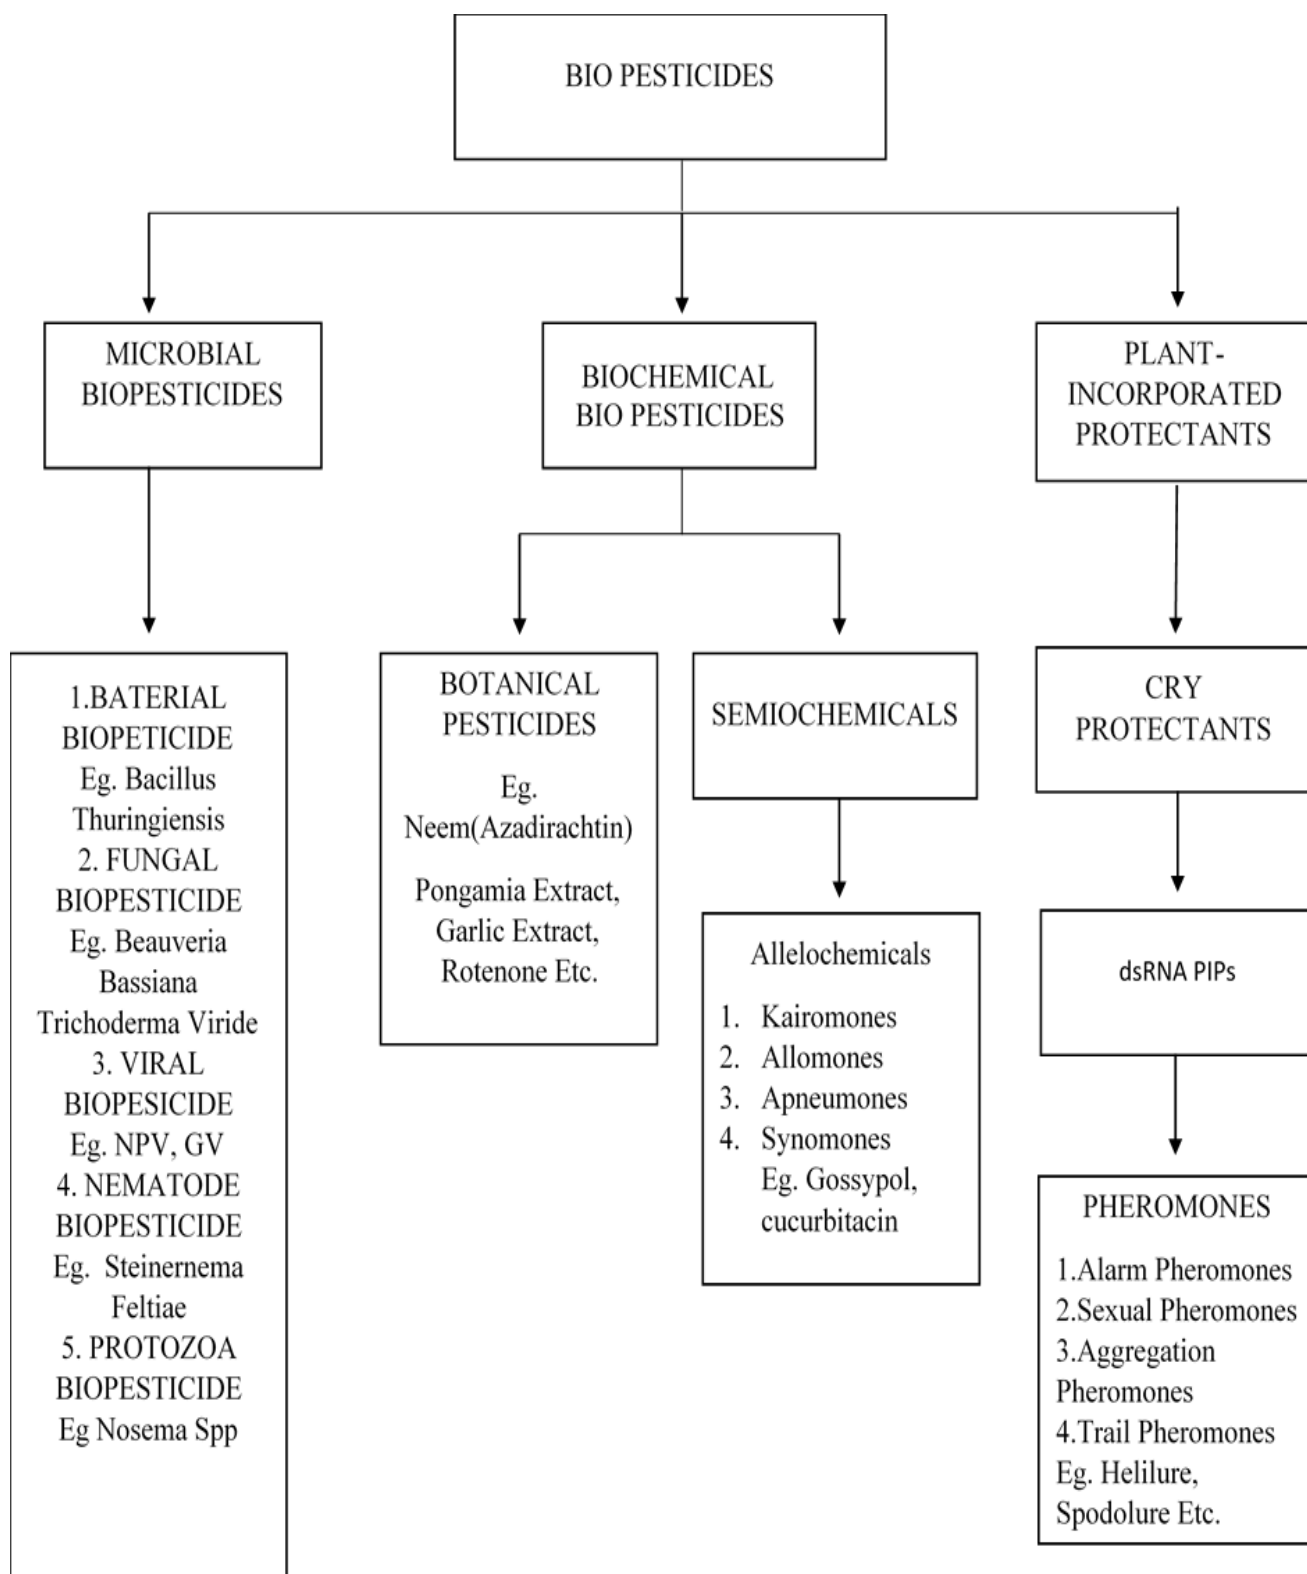 BIO PESTICIDES
MICROBIAL
BIOPESTICIDES
BIOCHEMICAL
BIO PESTICIDES
PLANT-
INCORPORATED
PROTECTANTS
1.BATERIAL
BIOPETICIDE
Eg. Bacillus
Thuringiensis
2. FUNGAL
BIOPESTICIDE
Eg. Beauveria
Bassiana
Trichoderma Viride
3. VIRAL
BIOPESICIDE
Eg. NPV, GV
4. NEMATODE
BIOPESTICIDE
Eg. Steinernema
Feltiae
5. PROTOZOA
BIOPESTICIDE
Eg Nosema Spp
BOTANICAL
PESTICIDES
Eg.
Neem(Azadirachtin)
Pongamia Extract,
Garlic Extract,
Rotenone Etc.
SEMIOCHEMICALS
Allelochemicals
1. Kairomones
2. Allomones
3. Apneumones
4. Synomones
Eg. Gossypol,
cucurbitacin
CRY
PROTECTANTS
dsRNA PIPs
PHEROMONES
1.Alarm Pheromones
2.Sexual Pheromones
3.Aggregation
Pheromones
4.Trail Pheromones
Eg. Helilure,
Spodolure Etc.